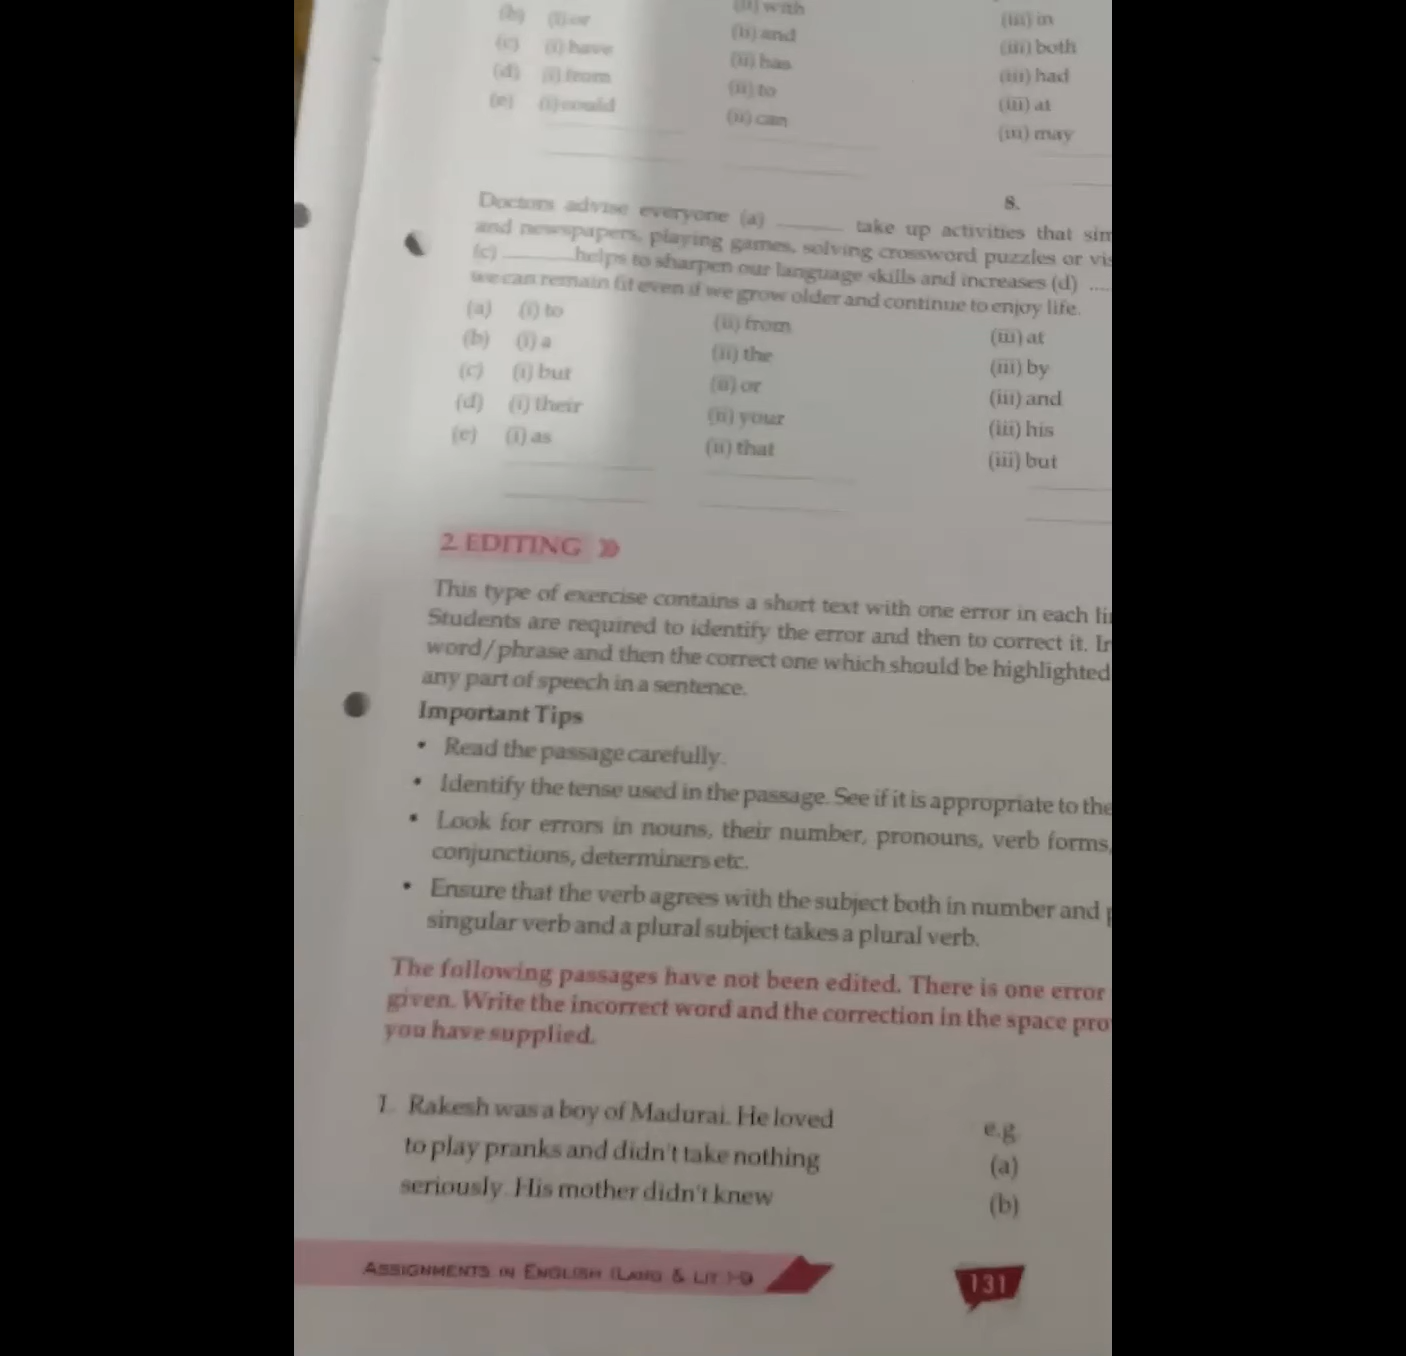 (b) (i) or (ii) with (iii) in
(c) (i) have (ii) and (iii) both
(d) (i) from (ii) has (iii) had
(e) (i) could (ii) to (iii) at
(ii) can (iii) may
8.
Doctors advise everyone (a) ______ take up activities that
and newspapers, playing games, solving crossword puzzles or
(c) ______ helps to sharpen our language skills and increases (d) ....
we can remain fit even if we grow older and continue to enjoy life.
(a) (i) to (ii) from (iii) at
(b) (i) a (ii) the (iii) by
(c) (i) but (ii) or (iii) and
(d) (i) their (ii) your (iii) his
(e) (i) as (ii) that (iii) but
2. EDITING
This type of exercise contains a short text with one error in each
Students are required to identify the error and then to correct it.
word/phrase and then the correct one which should be highlighted
any part of speech in a sentence.
Important Tips
• Read the passage carefully.
• Identify the tense used in the passage. See if it is appropriate to the
• Look for errors in nouns, their number, pronouns, verb forms,
conjunctions, determiners etc.
• Ensure that the verb agrees with the subject both in number and
singular verb and a plural subject takes a plural verb.
The following passages have not been edited. There is one error
given. Write the incorrect word and the correction in the space
you have supplied.
1. Rakesh was a boy of Madurai. He loved e.g.
to play pranks and didn't take nothing (a)
seriously. His mother didn't knew (b)
ASSIGNMENTS IN ENGLISH (LANG & LIT.)-9 131